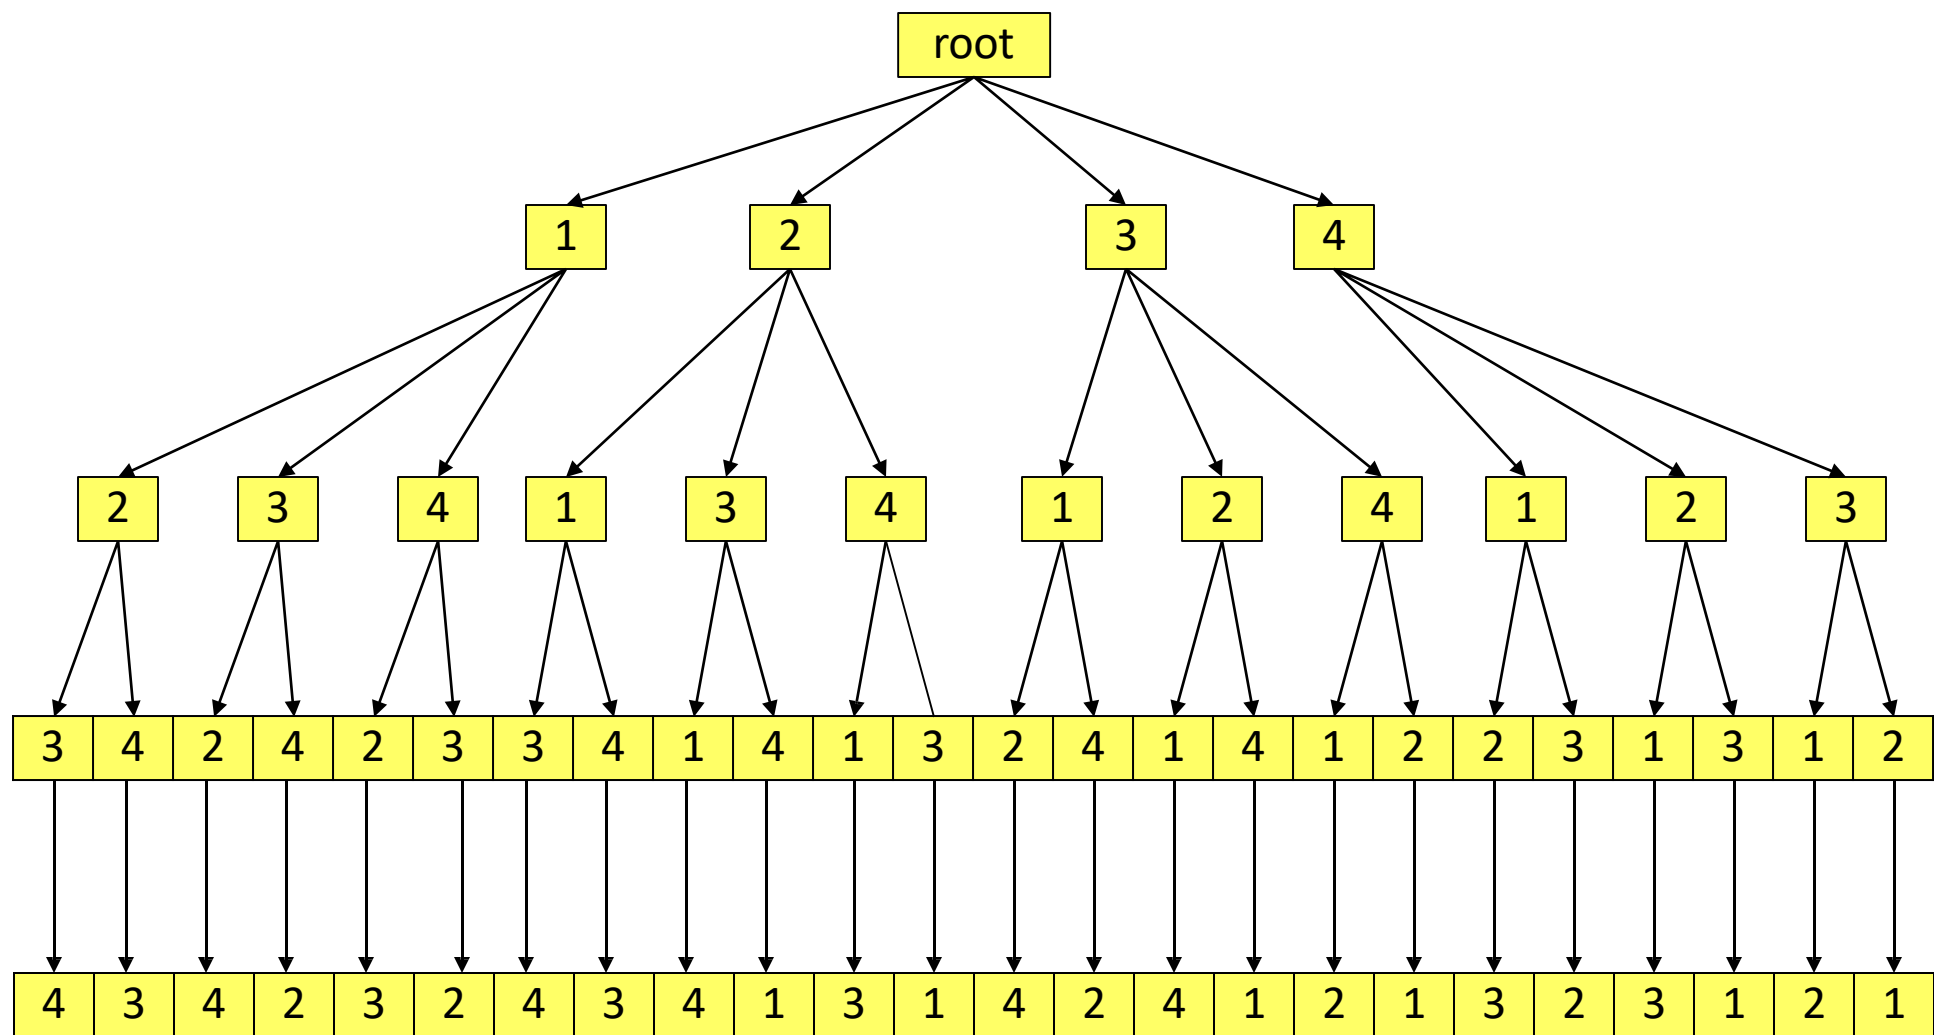 root
1 2 3 4
2 3 4 1 3 4 1 2 4 1 2 3
3 4 2 4 2 3 3 4 1 4 1 3 2 4 1 4 1 2 2 3 1 3 1 2
4 3 4 2 3 2 4 3 4 1 3 1 4 2 4 1 2 1 3 2 3 1 2 1